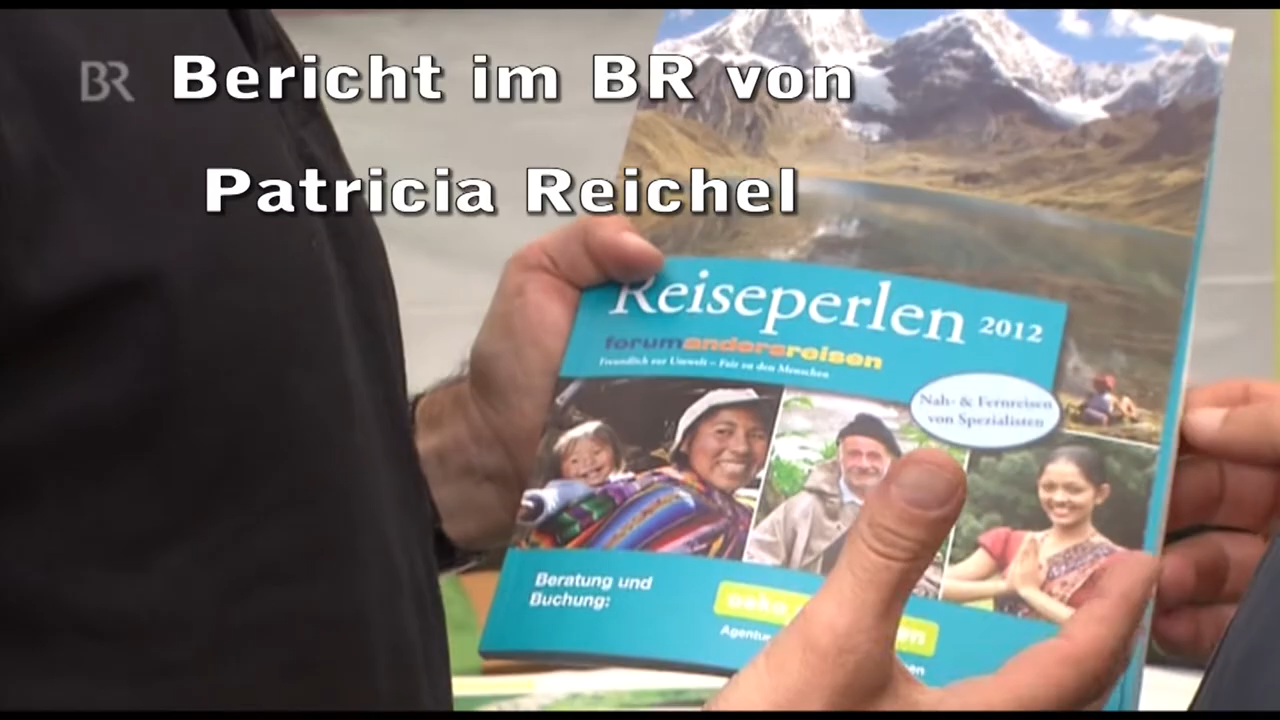 BR
Bericht im BR von
Patricia Reichel
Reiseperlen 2012
forumandersreisen
Freundlich zur Umwelt – Fair zu den Menschen
Nah- & Fernreisen
von Spezialisten
Beratung und
Buchung: